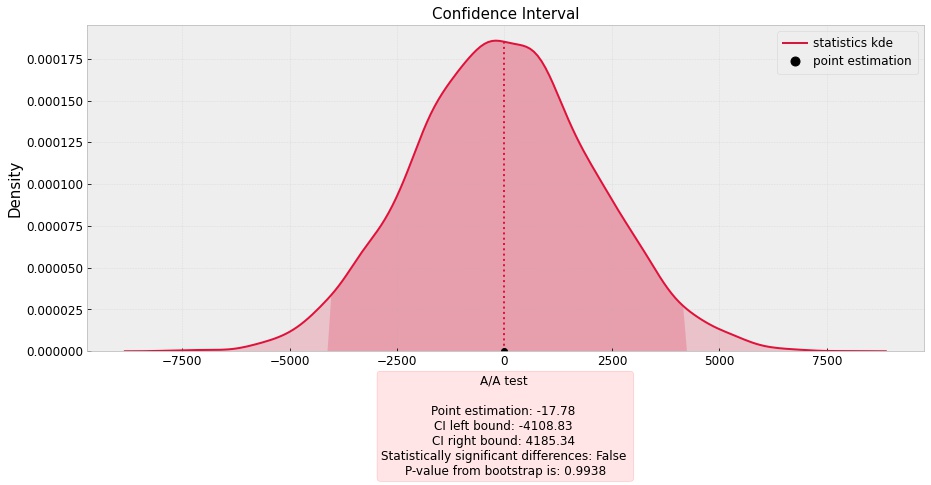 Confidence Interval
statistics kde
point estimation
Density
0.000175
0.000150
0.000125
0.000100
0.000075
0.000050
0.000025
0.000000
−7500
−5000
−2500
0
2500
5000
7500
A/A test
Point estimation: -17.78
CI left bound: -4108.83
CI right bound: 4185.34
Statistically significant differences: False
P-value from bootstrap is: 0.9938